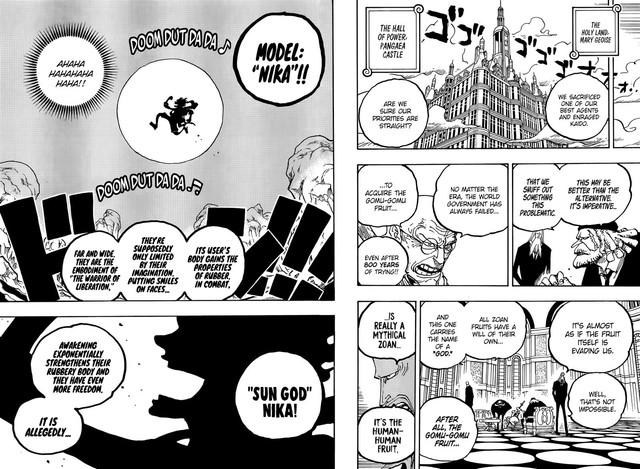 THE
HOLY LAND:
MARY GEOISE
WE
SACRIFICED
ONE OF OUR
BEST AGENTS
AND ENRAGED
KAIDO.
THE HALL
OF POWER:
PANGAEA
CASTLE
ARE WE
SURE OUR
PRIORITIES
ARE
STRAIGHT?
ゴゴ
ゴゴゴ
THIS MAY BE
BETTER THAN THE
ALTERNATIVE.
IT'S IMPERATIVE..
THAT WE
SNUFF OUT
SOMETHING
THIS
PROBLEMATIC.
NO MATTER THE
ERA, THE WORLD
GOVERNMENT HAS
ALWAYS FAILED...
...TO
ACQUIRE THE
GOMU-GOMU
FRUIT...
EVEN AFTER
800 YEARS
OF TRYING!!
IT'S ALMOST
AS IF THE FRUIT
ITSELF IS
EVADING US.
WELL,
THAT'S NOT
IMPOSSIBLE.
ALL ZOAN
FRUITS HAVE A
WILL OF THEIR
OWN...
AND
THIS ONE
CARRIES
THE NAME
OF A
"GOD."
AFTER
ALL, THE
GOMU-GOMU
FRUIT...
...IS
REALLY A
MYTHICAL
ZOAN...
IT'S THE
HUMAN-
HUMAN
FRUIT,
MODEL:
"NIKA"!!
DOOM DUT DA DA♪
AHAHA
HAHAHAHA
HAHA!!
DOOM DUT DA DA♪
ITS USER'S
BODY GAINS THE
PROPERTIES
OF RUBBER,
IN COMBAT,
THEY'RE
SUPPOSEDLY
ONLY LIMITED
BY THEIR
IMAGINATION,
PUTTING SMILES
ON FACES...
FAR AND WIDE,
THEY ARE THE
EMBODIMENT OF
"THE WARRIOR OF
LIBERATION,"
"SUN GOD"
NIKA!
AWAKENING
EXPONENTIALLY
STRENGTHENS THEIR
RUBBERY BODY AND
THEY HAVE EVEN
MORE FREEDOM.
IT IS
ALLEGEDLY...